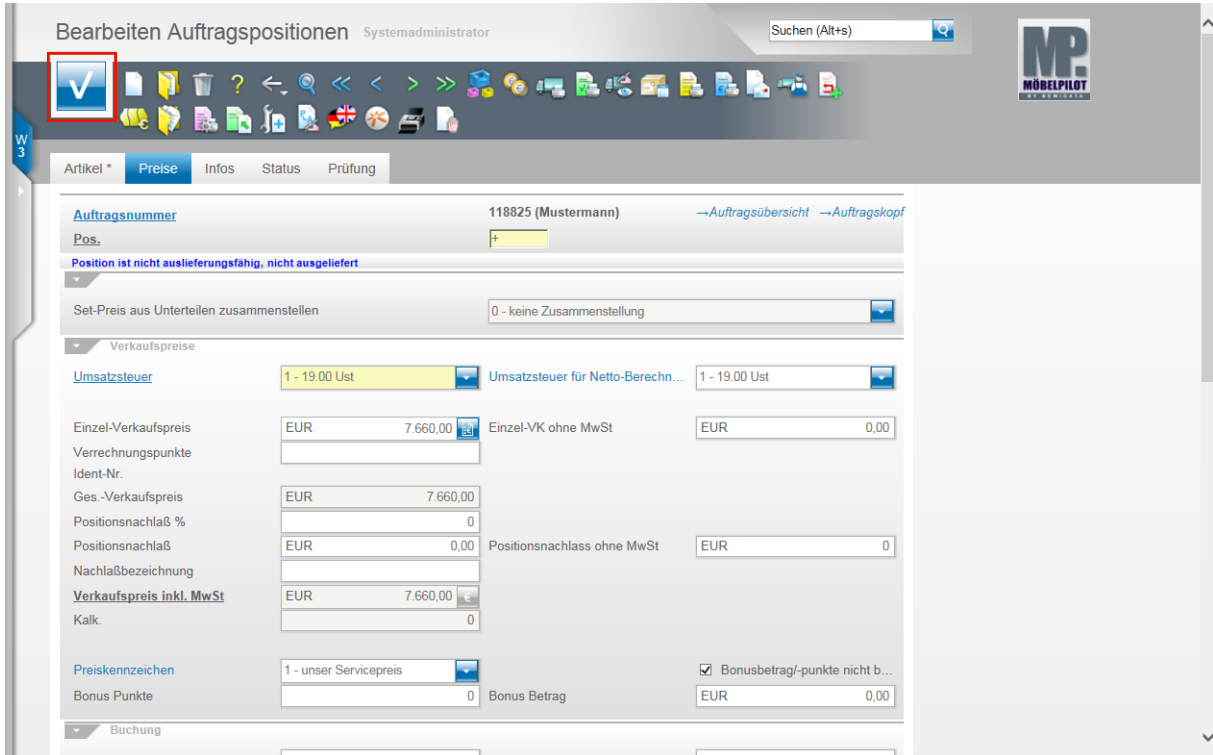 Bearbeiten Auftragspositionen Systemadministrator
Suchen (Alt+s)
MP.
MÖBELPILOT
W
3
Artikel * Preise Infos Status Prüfung
Auftragsnummer 118825 (Mustermann) →Auftragsübersicht →Auftragskopf
Pos. +
Position ist nicht auslieferungsfähig, nicht ausgeliefert
Set-Preis aus Unterteilen zusammenstellen 0 - keine Zusammenstellung
Verkaufspreise
Umsatzsteuer 1 - 19.00 Ust Umsatzsteuer für Netto-Berechn... 1 - 19.00 Ust
Einzel-Verkaufspreis EUR 7.660,00 Einzel-VK ohne MwSt EUR 0,00
Verrechnungspunkte
Ident-Nr.
Ges.-Verkaufspreis EUR 7.660,00
Positionsnachlaß % 0
Positionsnachlaß EUR 0,00 Positionsnachlass ohne MwSt EUR 0
Nachlaßbezeichnung
Verkaufspreis inkl. MwSt EUR 7.660,00 €
Kalk. 0
Preiskennzeichen 1 - unser Servicepreis Bonusbetrag/-punkte nicht b...
Bonus Punkte 0 Bonus Betrag EUR 0,00
Buchung